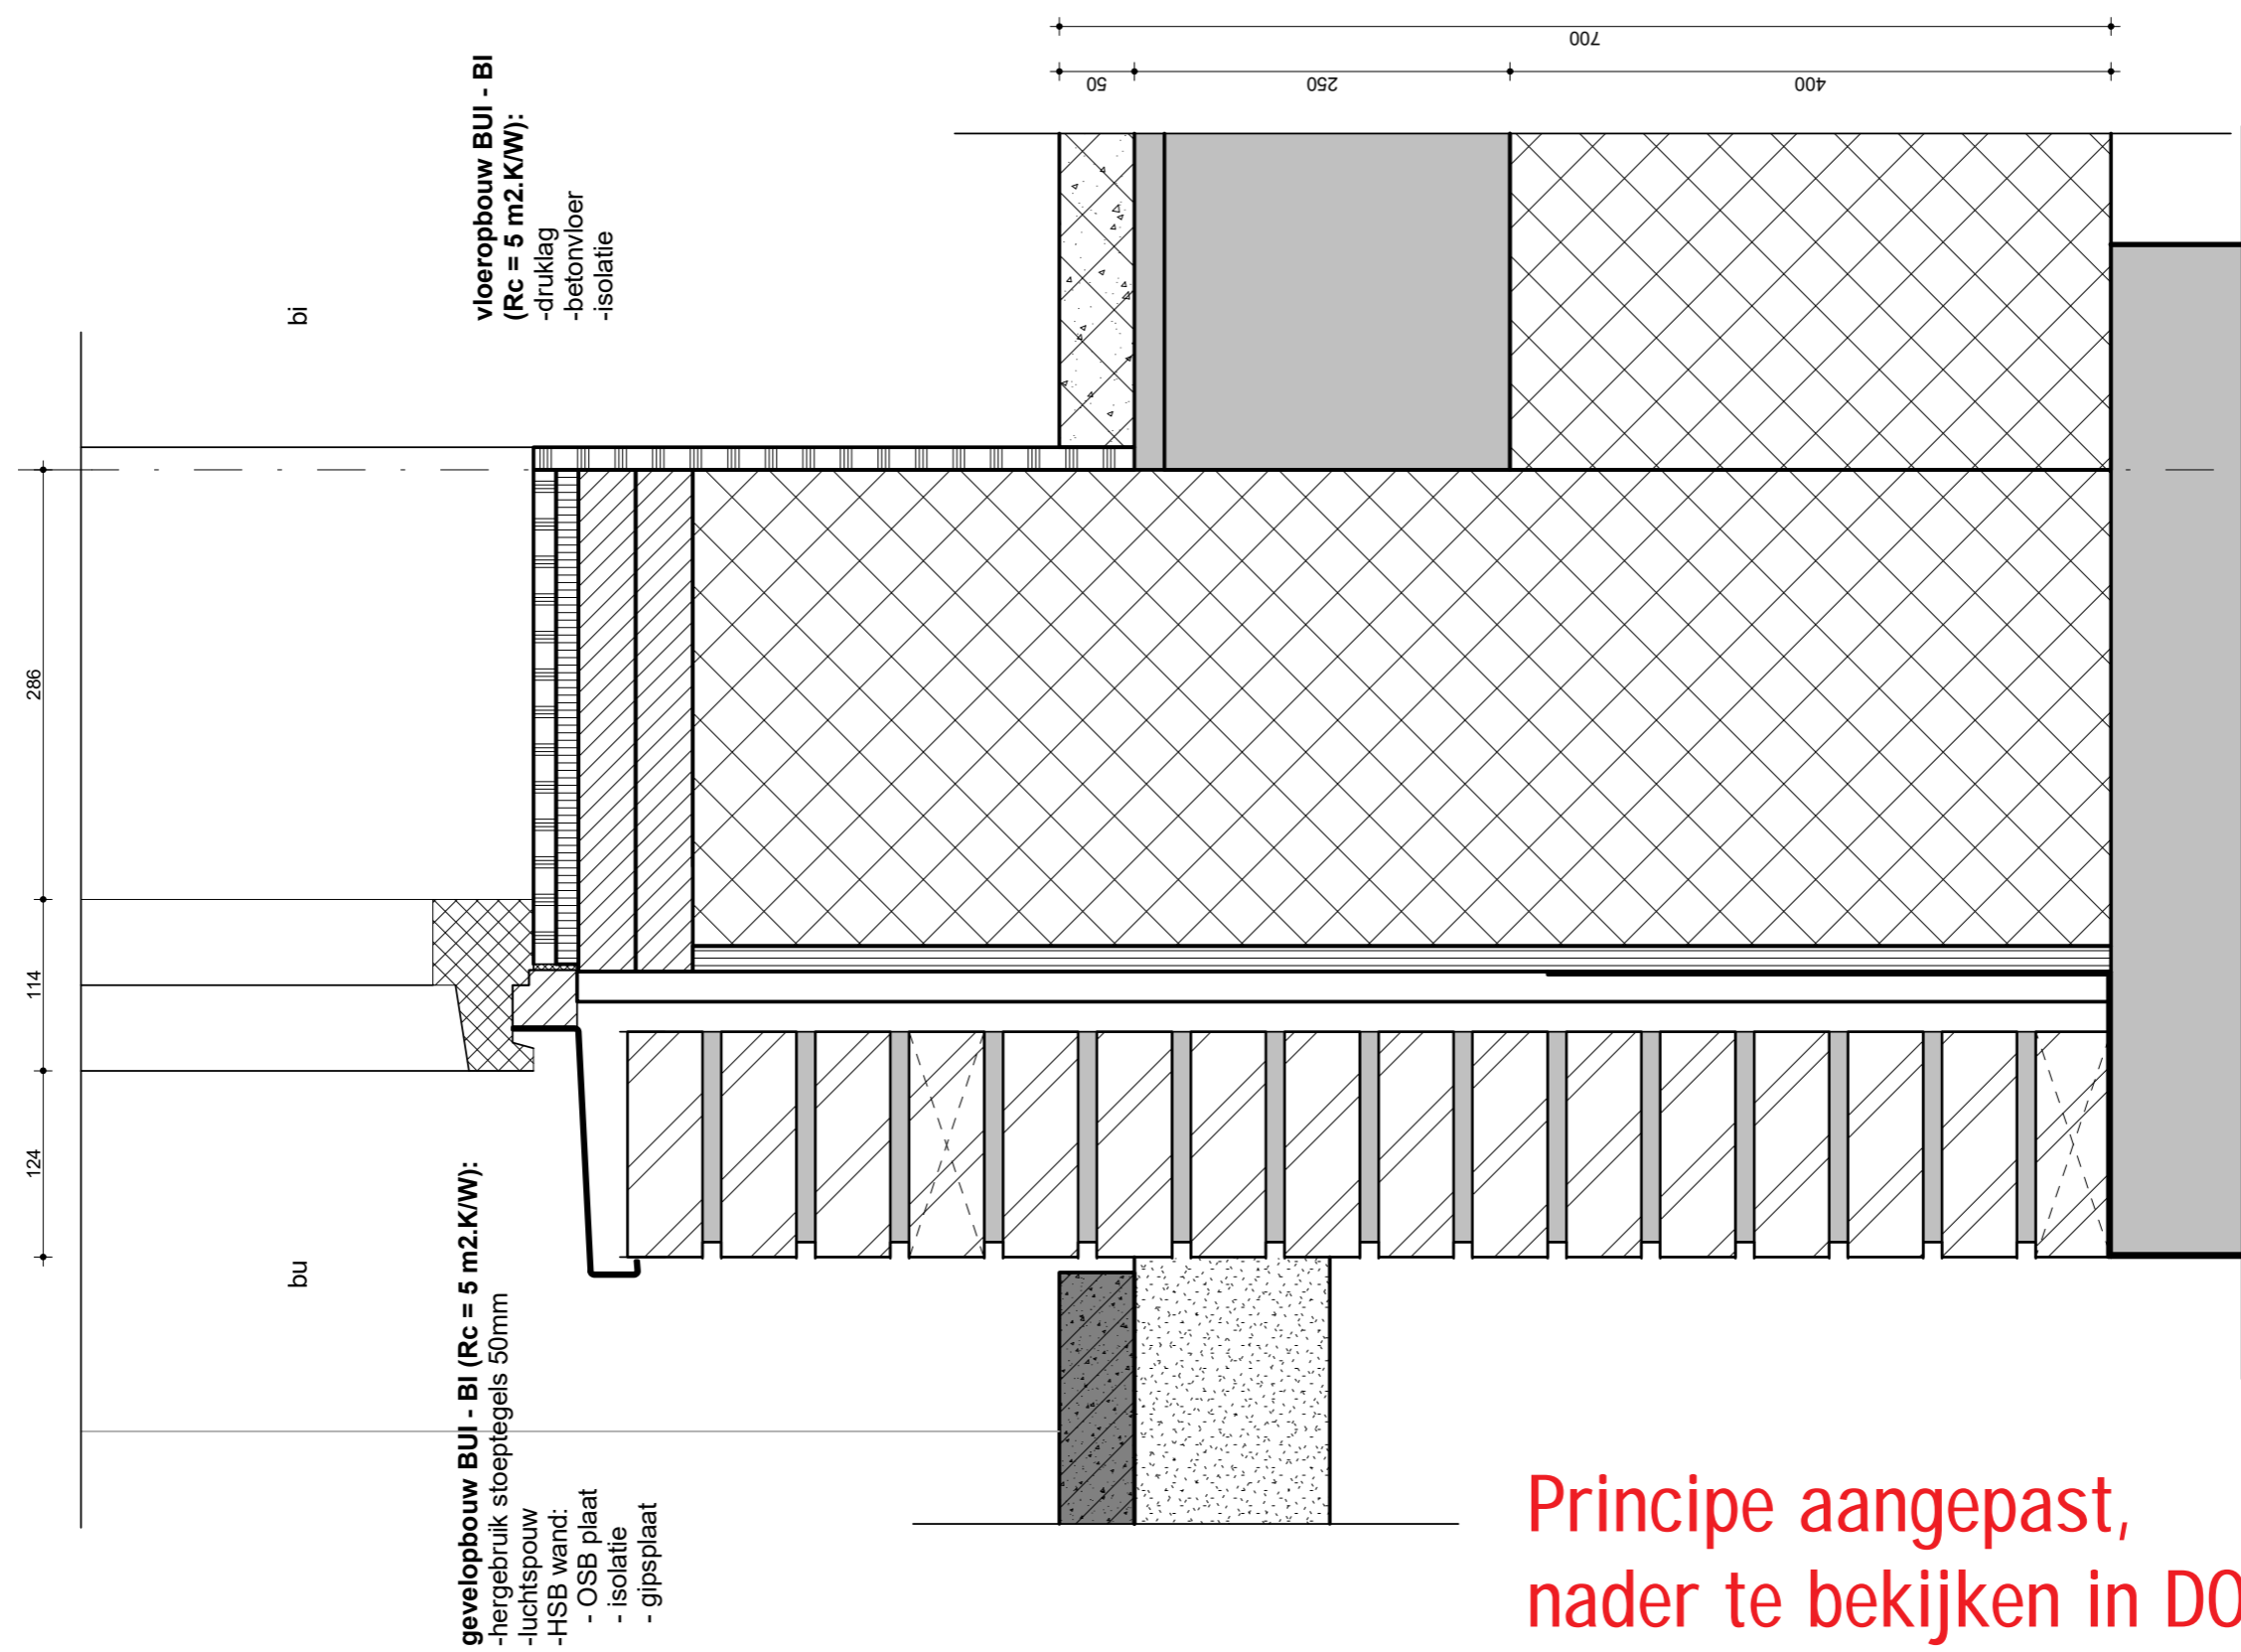 bi
vloeropbouw BUI - BI
(Rc = 5 m2.K/W):
-druklag
-betonvloer
-isolatie
700
50
250
400
286
114
124
bu
gevelopbouw BUI - BI (Rc = 5 m2.K/W):
-hergebruik stoeptegels 50mm
-luchtspouw
-HSB wand:
- OSB plaat
- isolatie
- gipsplaat
Principe aangepast,
nader te bekijken in DO